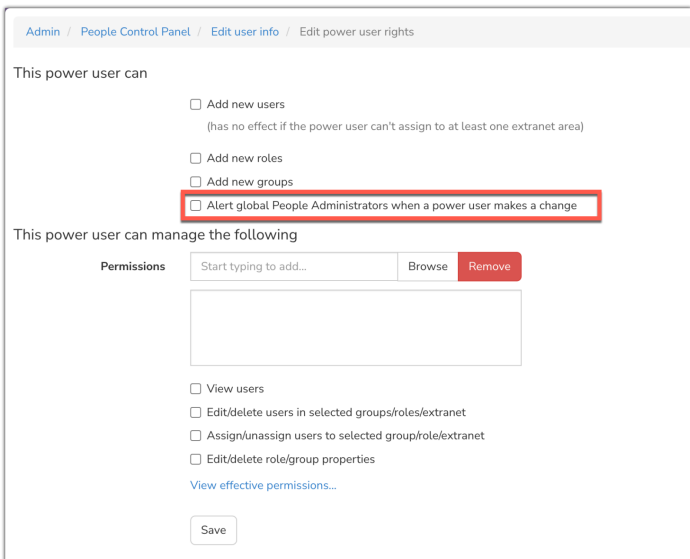 Admin / People Control Panel / Edit user info / Edit power user rights
This power user can
Add new users
(has no effect if the power user can't assign to at least one extranet area)
Add new roles
Add new groups
Alert global People Administrators when a power user makes a change
This power user can manage the following
Permissions Start typing to add... Browse Remove
View users
Edit/delete users in selected groups/roles/extranet
Assign/unassign users to selected group/role/extranet
Edit/delete role/group properties
View effective permissions...
Save